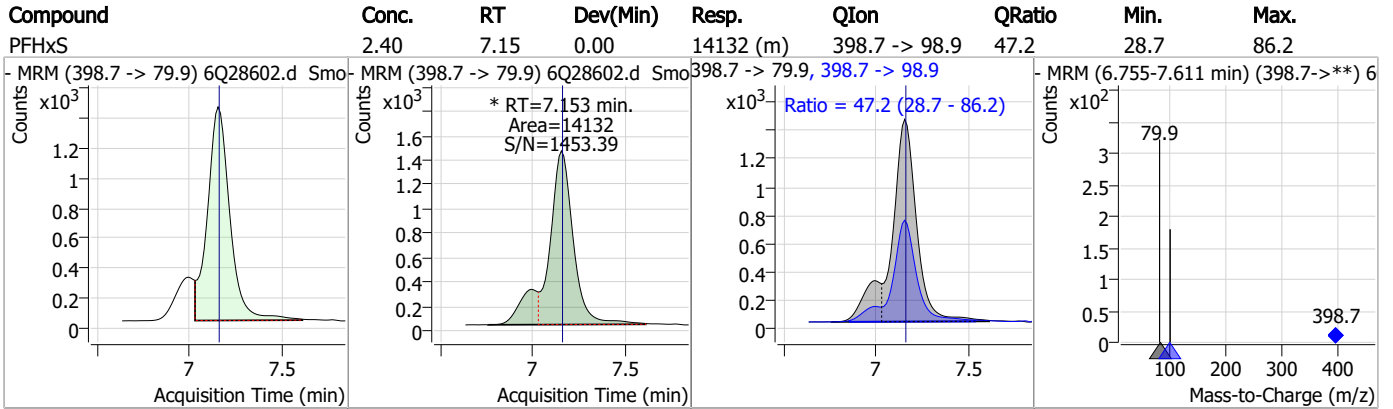 Compound Conc. RT Dev(Min) Resp. QIon QRatio Min. Max.
PFHxS 2.40 7.15 0.00 14132 (m) 398.7 -> 98.9 47.2 28.7 86.2
- MRM (398.7 -> 79.9) 6Q28602.d Smo
Counts
x10³
1.2
1
0.8
0.6
0.4
0.2
0
7 7.5
Acquisition Time (min)
- MRM (398.7 -> 79.9) 6Q28602.d Smo
Counts
x10³
* RT=7.153 min.
Area=14132
S/N=1453.39
1.6
1.4
1.2
1
0.8
0.6
0.4
0.2
0
7 7.5
Acquisition Time (min)
398.7 -> 79.9, 398.7 -> 98.9
x10³
Ratio = 47.2 (28.7 - 86.2)
1.2
1
0.8
0.6
0.4
0.2
0
7 7.5
Acquisition Time (min)
- MRM (6.755-7.611 min) (398.7->**) 6
Counts
x10²
79.9
3
2.5
2
1.5
1
0.5
0
398.7
100 200 300 400
Mass-to-Charge (m/z)